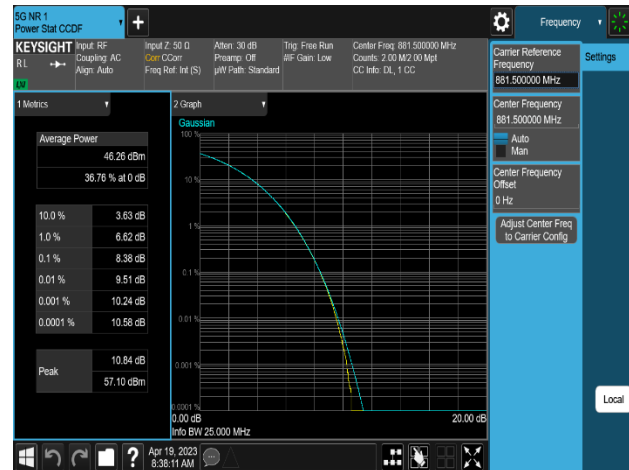 5G NR 1
Power Stat CCDF
Frequency
KEYSIGHT
RL
LXI
Input: RF
Coupling: AC
Align: Auto
Input Z: 50 Ω
Corr CCorr
Freq Ref: Int (S)
Atten: 30 dB
Preamp: Off
µW Path: Standard
Trig: Free Run
#IF Gain: Low
Center Freq: 881.500000 MHz
Counts: 2.00 M/2.00 Mpt
CC Info: DL, 1 CC
1 Metrics
Average Power
46.26 dBm
36.76 % at 0 dB
10.0 % 3.63 dB
1.0 % 6.62 dB
0.1 % 8.38 dB
0.01 % 9.51 dB
0.001 % 10.24 dB
0.0001 % 10.58 dB
Peak
10.84 dB
57.10 dBm
2 Graph
Gaussian
100 %
10 %
1 %
0.1 %
0.01 %
0.001 %
0.0001 %
0.00 dB
20.00 dB
Info BW 25.000 MHz
Carrier Reference
Frequency
881.500000 MHz
Center Frequency
881.500000 MHz
Auto
Man
Center Frequency
Offset
0 Hz
Adjust Center Freq
to Carrier Config
Settings
Local
?
Apr 19, 2023
8:38:11 AM